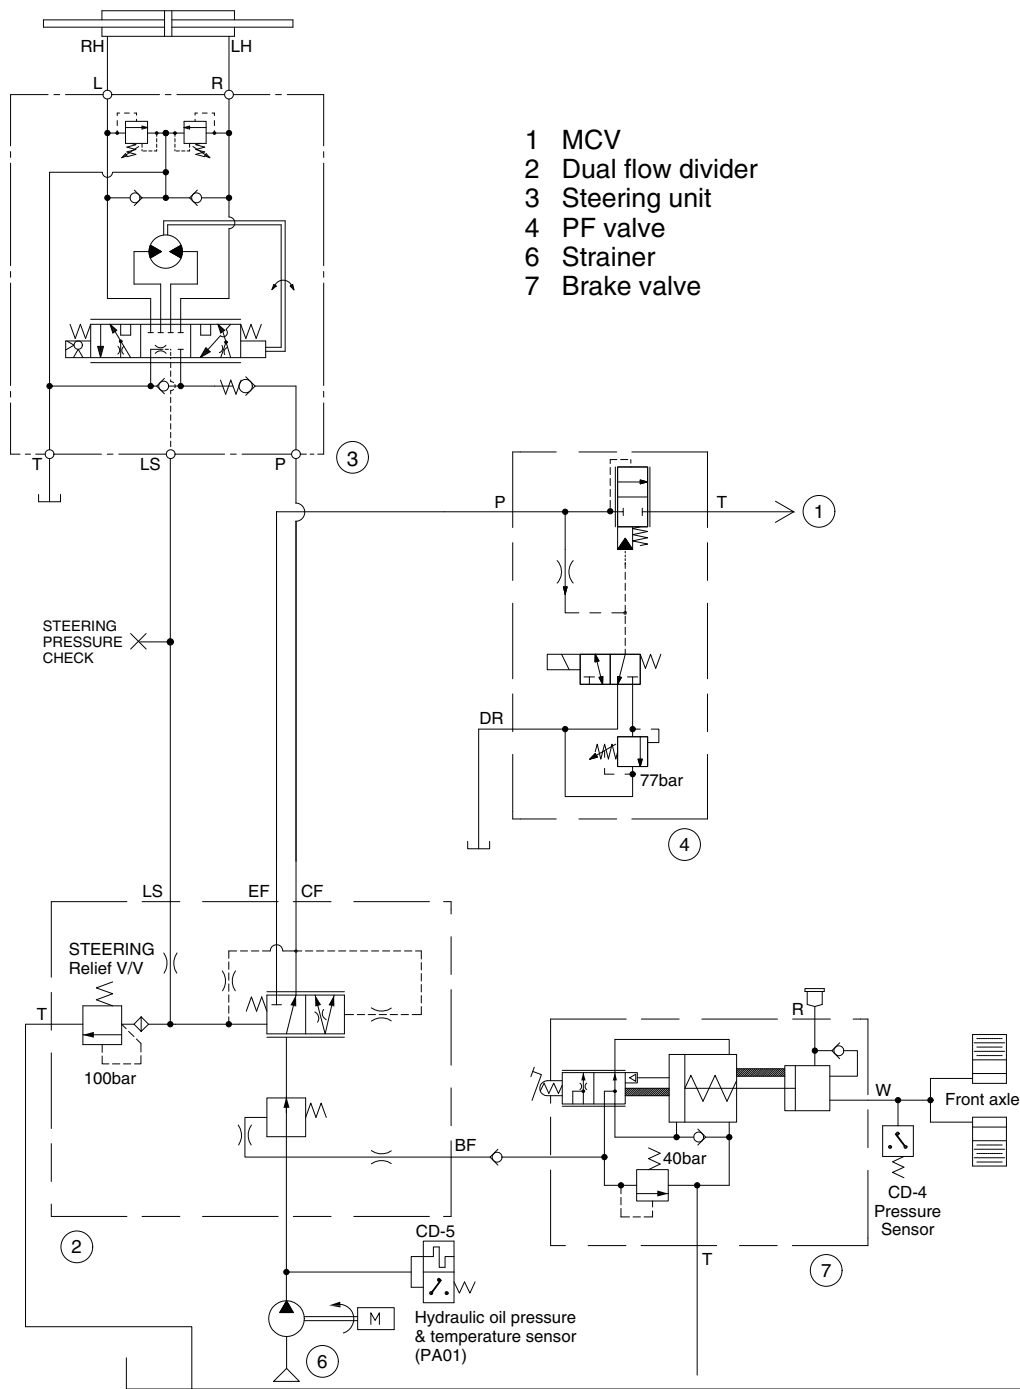 RH
LH
L
R
1 MCV
2 Dual flow divider
3 Steering unit
4 PF valve
6 Strainer
7 Brake valve
T
LS
P
3
P
T
1
STEERING
PRESSURE
CHECK
DR
77bar
4
LS
EF
CF
STEERING
Relief V/V
T
100bar
R
W
Front axle
BF
40bar
CD-4
Pressure
Sensor
2
CD-5
T
7
M
Hydraulic oil pressure
& temperature sensor
(PA01)
6